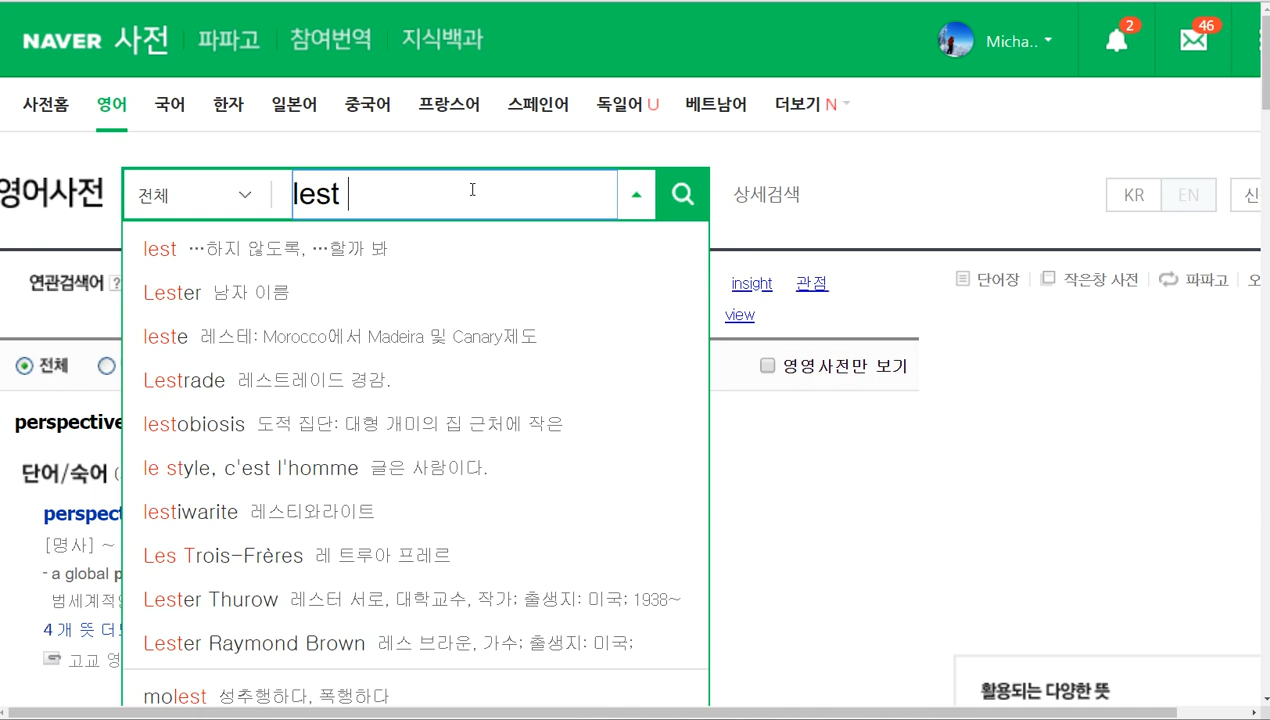 NAVER 사전 파파고 참여번역 지식백과 Micha.. 2 46
사전홈 영어 국어 한자 일본어 중국어 프랑스어 스페인어 독일어 U 베트남어 더보기 N
영어사전 전체 lest 상세검색 KR EN
lest …하지 않도록, …할까 봐
연관검색어 ? insight 관점 단어장 작은창 사전 파파고
Lester 남자 이름
view
leste 레스테: Morocco에서 Madeira 및 Canary제도
전체 영영사전만 보기
Lestrade 레스트레이드 경감.
perspective
lestobiosis 도적 집단: 대형 개미의 집 근처에 작은
단어/숙어
le style, c'est l'homme 글은 사람이다.
perspect
lestiwarite 레스티와라이트
[명사] ~
Les Trois-Frères 레 트루아 프레르
- a global p
범세계적인
Lester Thurow 레스터 서로, 대학교수, 작가; 출생지: 미국; 1938~
4개 뜻 더
Lester Raymond Brown 레스 브라운, 가수; 출생지: 미국;
고교 영
molest 성추행하다, 폭행하다
활용되는 다양한 뜻